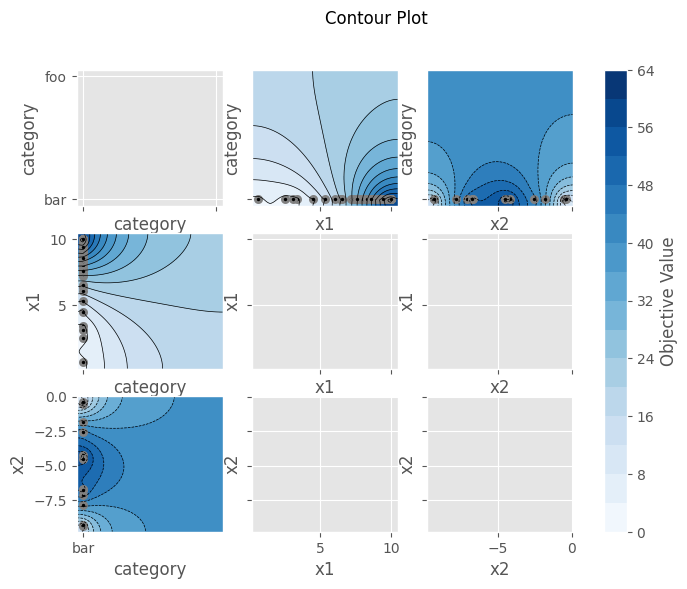 Contour Plot
foo
bar
category
category
category
category
x1
x2
64
56
48
40
32
24
16
8
0
Objective Value
10
5
x1
x1
x1
category
x1
x2
0.0
−2.5
−5.0
−7.5
x2
x2
x2
bar
5
10
−5
0
category
x1
x2